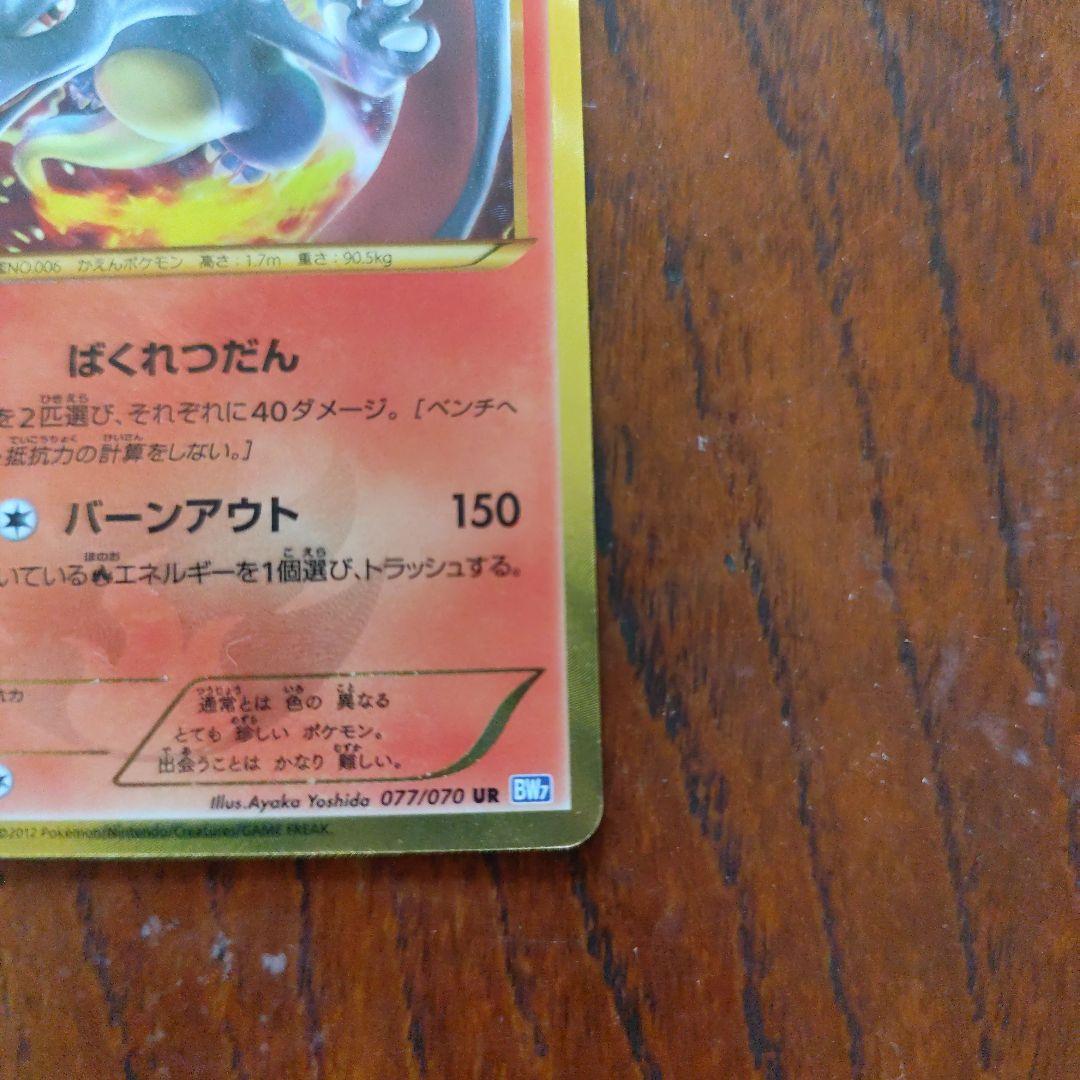 NO.006 かえんポケモン 高さ:1.7m 重さ:90.5kg
ばくれつだん
を2匹選び、それぞれに40ダメージ。[ベンチへ
抵抗力の計算をしない。]
バーンアウト 150
いているエネルギーを1個選び、トラッシュする。
抗力
通常とは 色の 異なる
とても 珍しい ポケモン。
出会うことは かなり 難しい。
Illus.Ayaka Yoshida 077/070 UR BW7
©2012 Pokémon/Nintendo/Creatures/GAME FREAK.